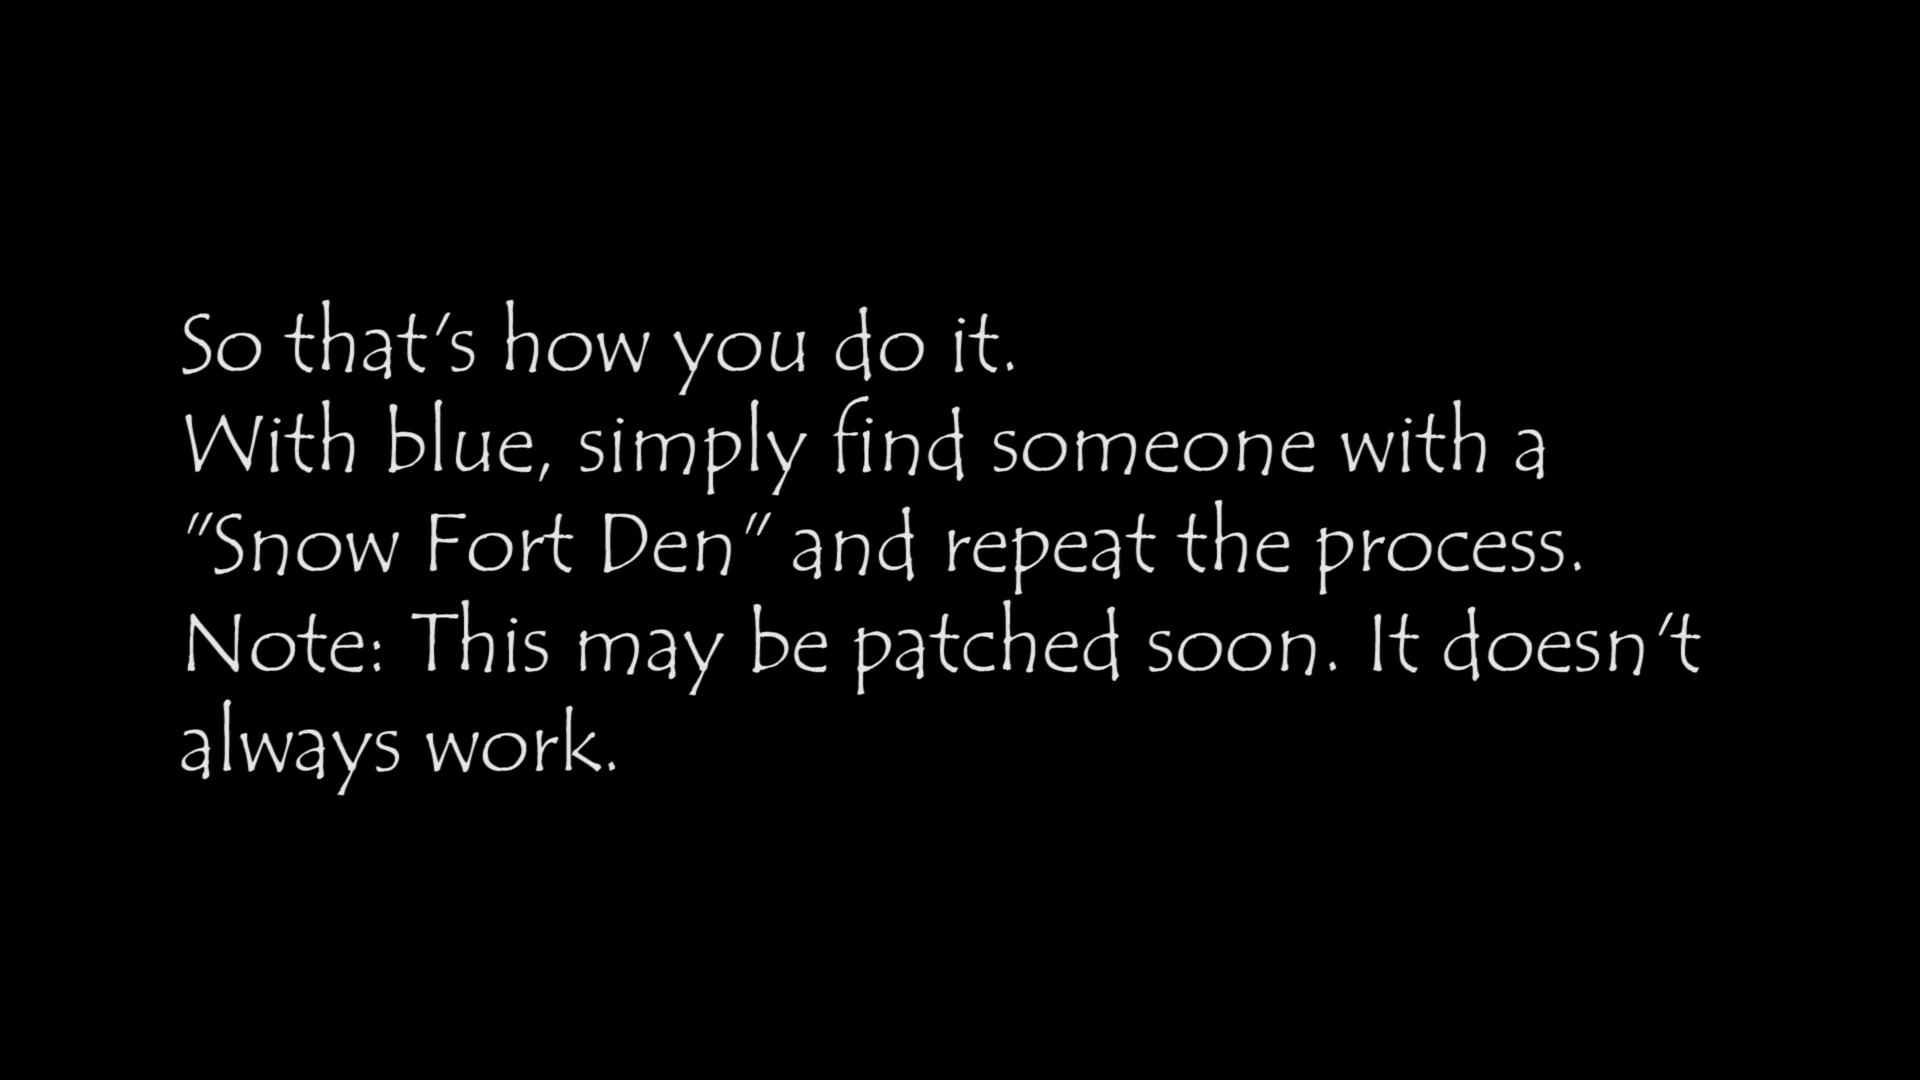 So that's how you do it.
With blue, simply find someone with a
"Snow Fort Den" and repeat the process.
Note: This may be patched soon. It doesn't
always work.